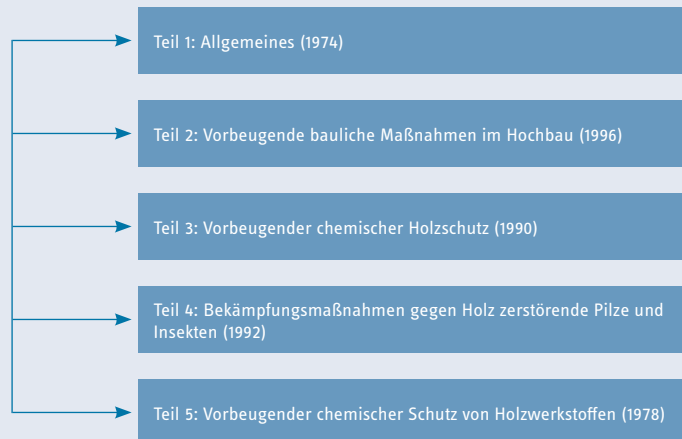 Teil 1: Allgemeines (1974)
Teil 2: Vorbeugende bauliche Maßnahmen im Hochbau (1996)
Teil 3: Vorbeugender chemischer Holzschutz (1990)
Teil 4: Bekämpfungsmaßnahmen gegen Holz zerstörende Pilze und
Insekten (1992)
Teil 5: Vorbeugender chemischer Schutz von Holzwerkstoffen (1978)